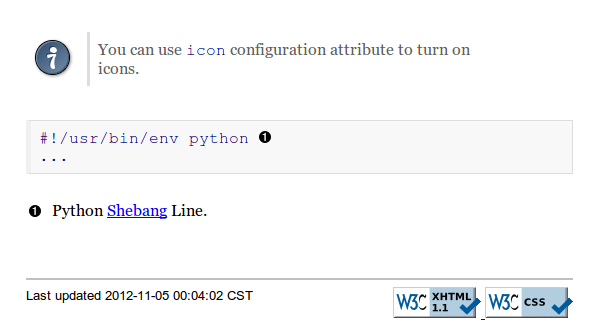 You can use icon configuration attribute to turn on
icons.
#!/usr/bin/env python ❶
...
❶ Python Shebang Line.
Last updated 2012-11-05 00:04:02 CST
W3C XHTML 1.1
W3C CSS